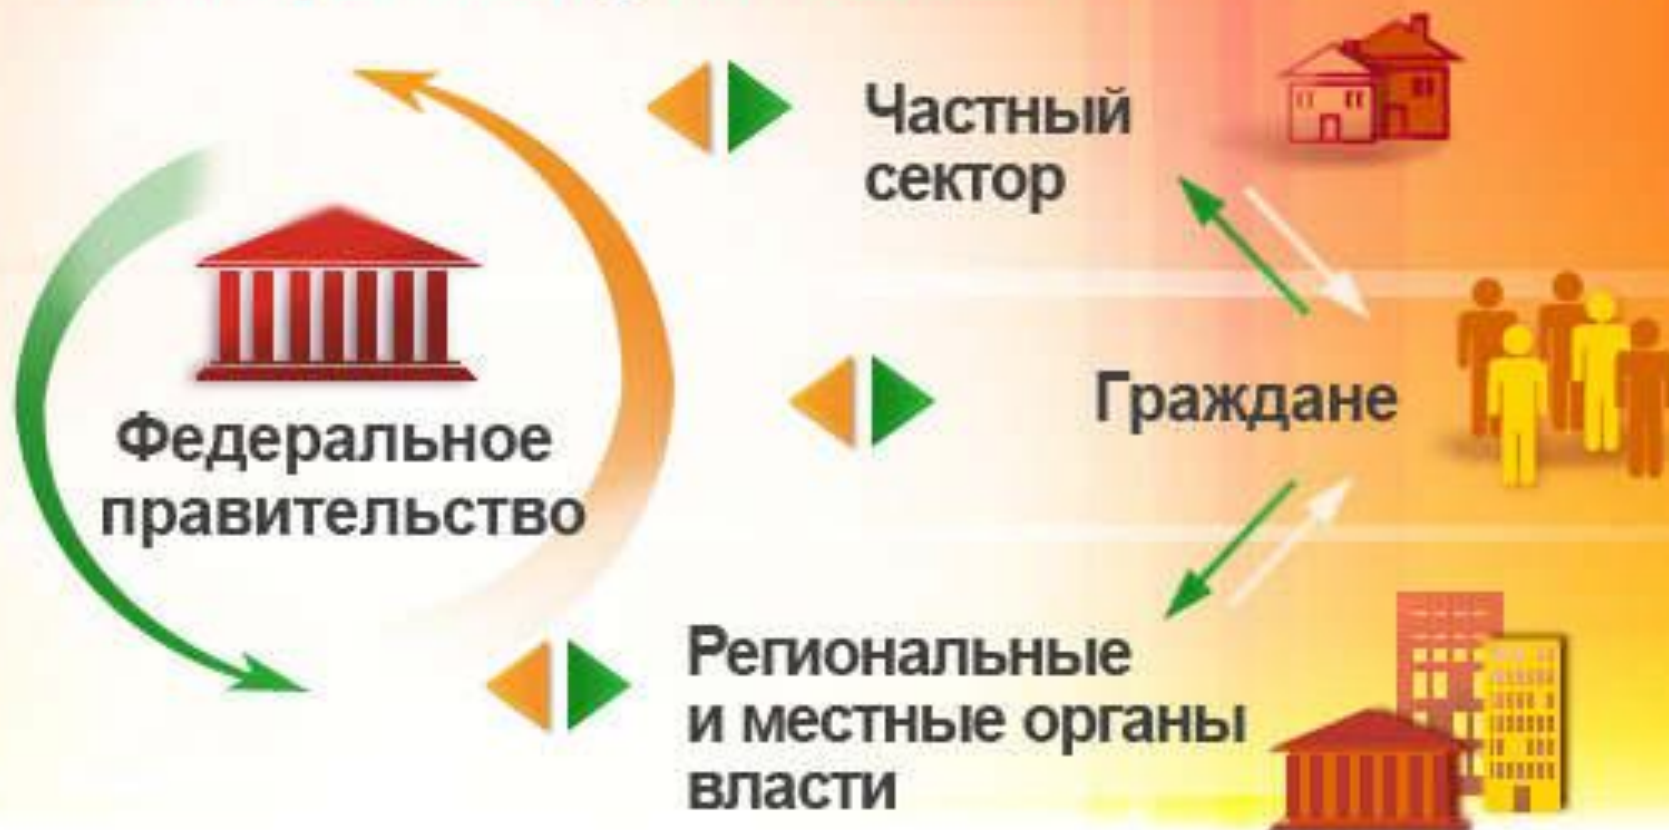 Частный
сектор
Федеральное
правительство
Граждане
Региональные
и местные органы
власти